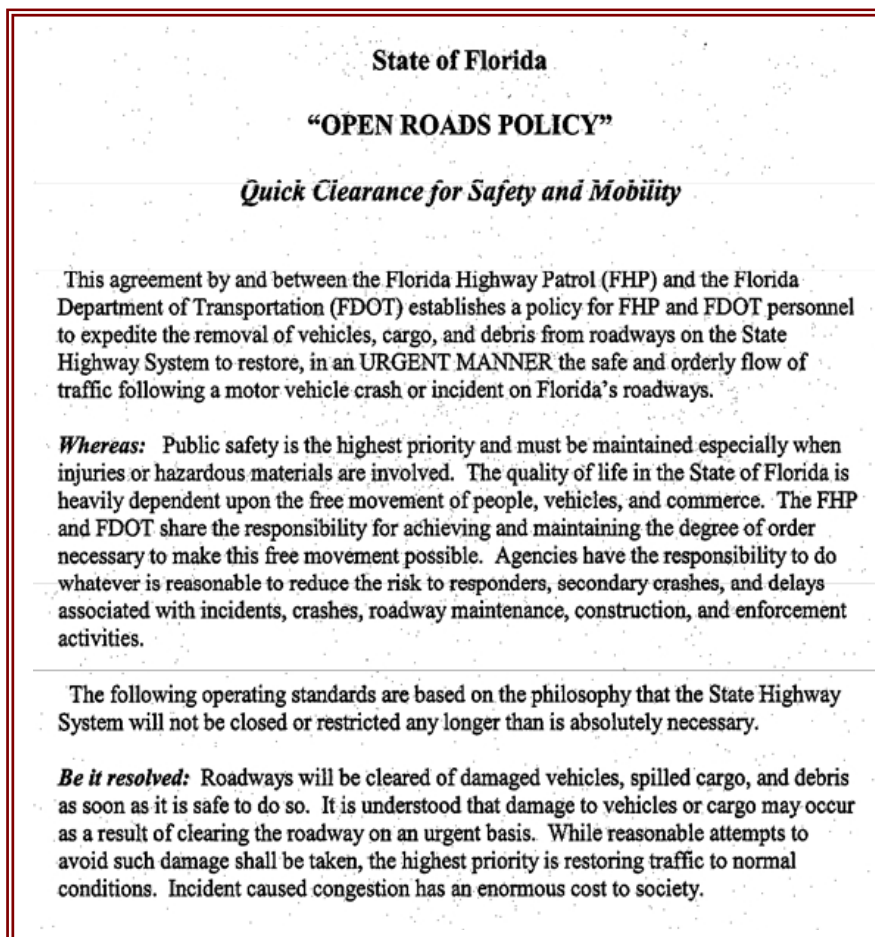 State of Florida
“OPEN ROADS POLICY”
Quick Clearance for Safety and Mobility
This agreement by and between the Florida Highway Patrol (FHP) and the Florida
Department of Transportation (FDOT) establishes a policy for FHP and FDOT personnel
to expedite the removal of vehicles, cargo, and debris from roadways on the State
Highway System to restore, in an URGENT MANNER the safe and orderly flow of
traffic following a motor vehicle crash or incident on Florida’s roadways.
Whereas: Public safety is the highest priority and must be maintained especially when
injuries or hazardous materials are involved. The quality of life in the State of Florida is
heavily dependent upon the free movement of people, vehicles, and commerce. The FHP
and FDOT share the responsibility for achieving and maintaining the degree of order
necessary to make this free movement possible. Agencies have the responsibility to do
whatever is reasonable to reduce the risk to responders, secondary crashes, and delays
associated with incidents, crashes, roadway maintenance, construction, and enforcement
activities.
The following operating standards are based on the philosophy that the State Highway
System will not be closed or restricted any longer than is absolutely necessary.
Be it resolved: Roadways will be cleared of damaged vehicles, spilled cargo, and debris
as soon as it is safe to do so. It is understood that damage to vehicles or cargo may occur
as a result of clearing the roadway on an urgent basis. While reasonable attempts to
avoid such damage shall be taken, the highest priority is restoring traffic to normal
conditions. Incident caused congestion has an enormous cost to society.